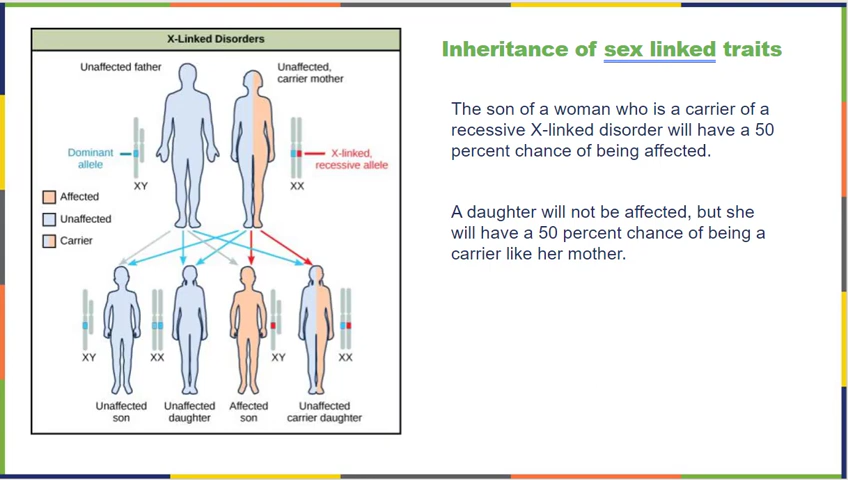 X-Linked Disorders
Unaffected father
Unaffected,
carrier mother
Dominant
allele
X-linked,
recessive allele
XY
XX
Affected
Unaffected
Carrier
XY
XX
XY
XX
Unaffected
son
Unaffected
daughter
Affected
son
Unaffected
carrier daughter
Inheritance of sex linked traits
The son of a woman who is a carrier of a
recessive X-linked disorder will have a 50
percent chance of being affected.
A daughter will not be affected, but she
will have a 50 percent chance of being a
carrier like her mother.